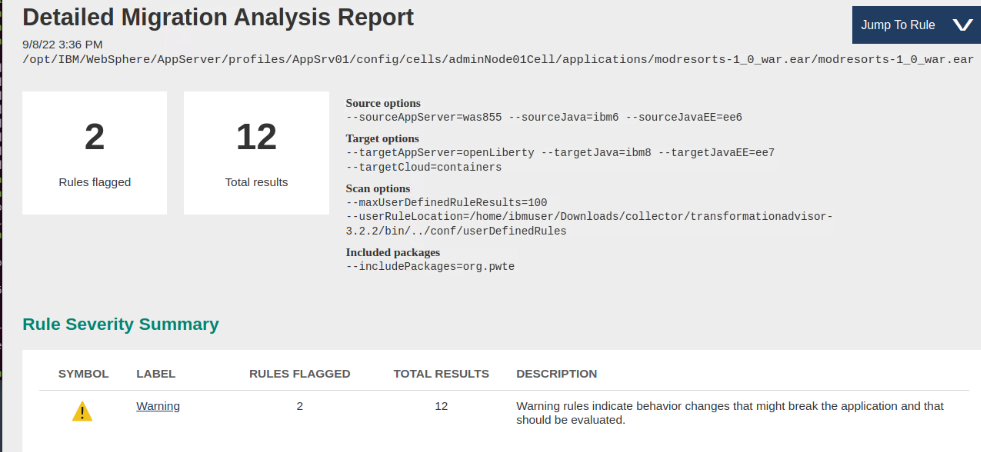 Detailed Migration Analysis Report
Jump To Rule
9/8/22 3:36 PM
/opt/IBM/WebSphere/AppServer/profiles/AppSrv01/config/cells/adminNode01Cell/applications/modresorts-1_0_war.ear/modresorts-1_0_war.ear
2
Rules flagged
12
Total results
Source options
--sourceAppServer=was855 --sourceJava=ibm6 --sourceJavaEE=ee6
Target options
--targetAppServer=openLiberty --targetJava=ibm8 --targetJavaEE=ee7
--targetCloud=containers
Scan options
--maxUserDefinedRuleResults=100
--userRuleLocation=/home/ibmuser/Downloads/collector/transformationadvisor-
3.2.2/bin/../conf/userDefinedRules
Included packages
--includePackages=org.pwte
Rule Severity Summary
SYMBOL LABEL RULES FLAGGED TOTAL RESULTS DESCRIPTION
Warning 2 12 Warning rules indicate behavior changes that might break the application and that
should be evaluated.